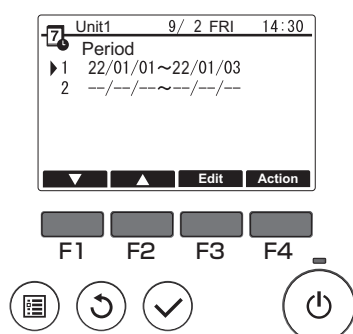 7 Unit1 9/ 2 FRI 14:30
Period
1 22/01/01~22/01/03
2 --/--/--~--/--/--
▼ ▲ Edit Action
F1 F2 F3 F4